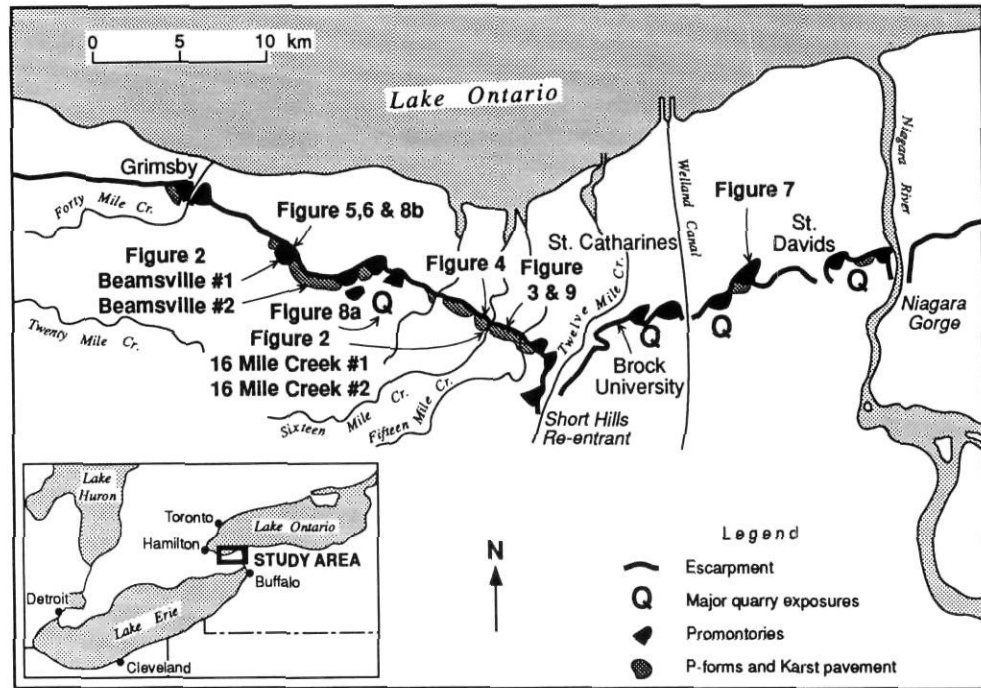 0 5 10 km
Lake Ontario
Grimsby
Forty Mile Cr.
Figure 5,6 & 8b
Figure 2
Beamsville #1
Beamsville #2
Twenty Mile Cr.
Figure 8a
Q
Figure 2
16 Mile Creek #1
16 Mile Creek #2
Figure 4
Figure
3 & 9
Sixteen Mile Cr.
Fifteen Mile Cr.
St. Catharines
Twelve Mile Cr.
Short Hills
Re-entrant
Welland Canal
Figure 7
Q
Brock
University
Q
St.
Davids
Q
Niagara River
Niagara
Gorge
Lake
Huron
Toronto
Lake Ontario
Hamilton
STUDY AREA
Buffalo
Detroit
Lake Erie
Cleveland
N
Legend
Escarpment
Q Major quarry exposures
Promontories
P-forms and Karst pavement